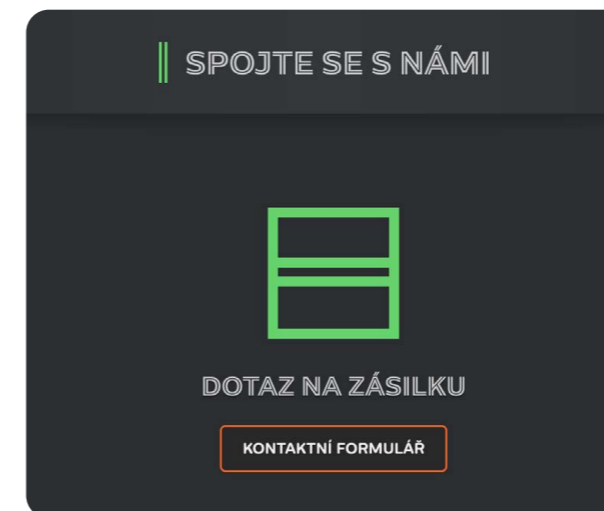 SPOJTE SE S NÁMI
DOTAZ NA ZÁSILKU
KONTAKTNÍ FORMULÁŘ